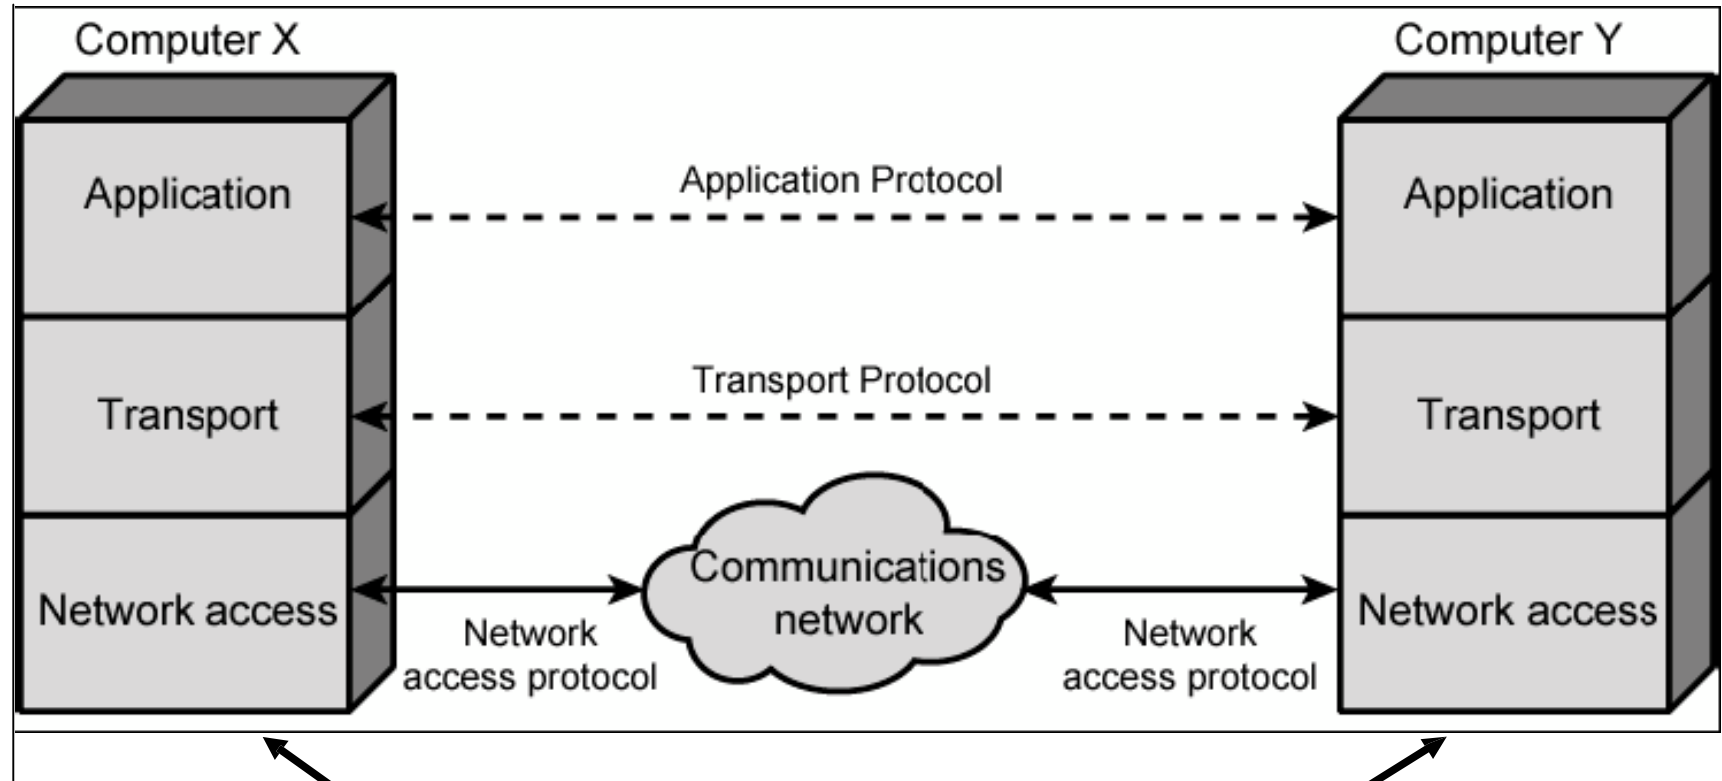 Computer X
Computer Y
Application
Application Protocol
Application
Transport
Transport Protocol
Transport
Network access
Network
access protocol
Communications
network
Network
access protocol
Network access